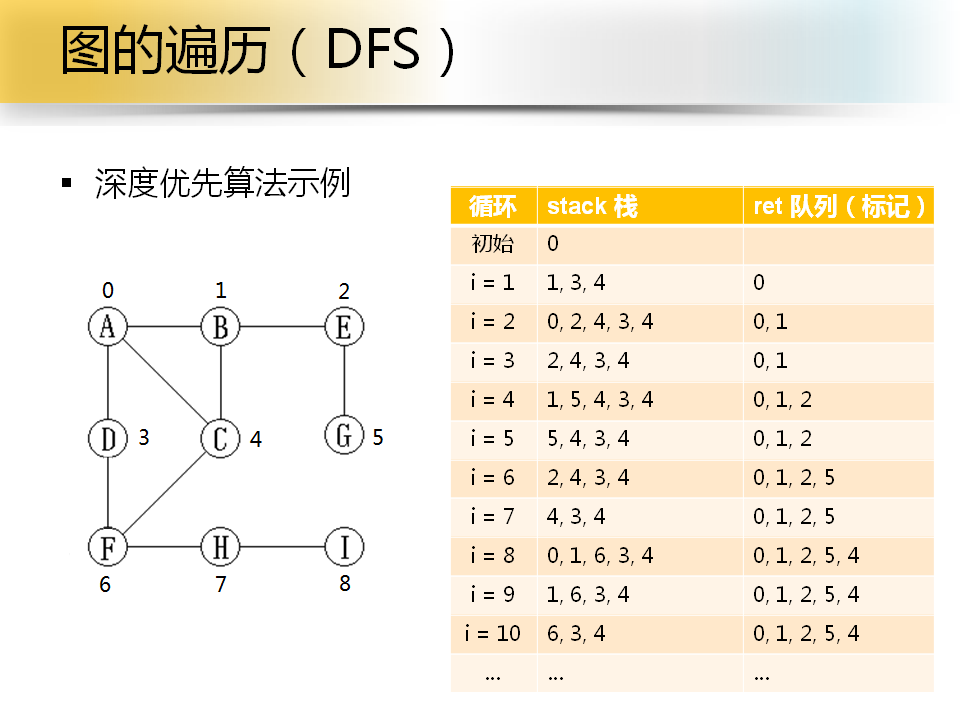 图的遍历（DFS）
▪ 深度优先算法示例
循环 stack 栈 ret 队列（标记）
初始 0
i = 1 1, 3, 4 0
i = 2 0, 2, 4, 3, 4 0, 1
i = 3 2, 4, 3, 4 0, 1
i = 4 1, 5, 4, 3, 4 0, 1, 2
i = 5 5, 4, 3, 4 0, 1, 2
i = 6 2, 4, 3, 4 0, 1, 2, 5
i = 7 4, 3, 4 0, 1, 2, 5
i = 8 0, 1, 6, 3, 4 0, 1, 2, 5, 4
i = 9 1, 6, 3, 4 0, 1, 2, 5, 4
i = 10 6, 3, 4 0, 1, 2, 5, 4
... ... ...
0 1 2
A B E
D 3 C 4 G 5
F H I
6 7 8